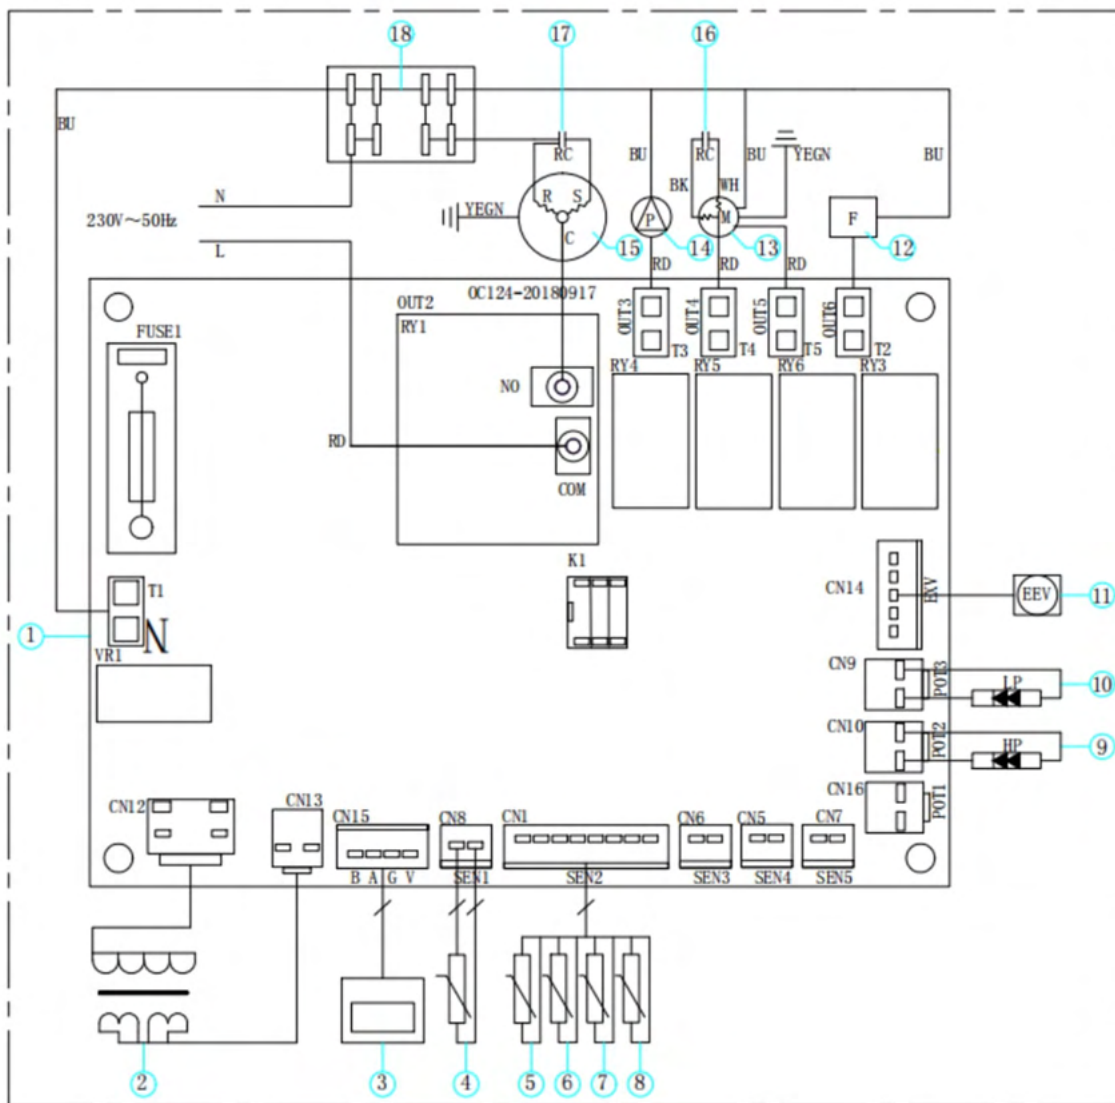 18
17
16
BU
RC
BU
RC
BU
YEGN
BU
BK
WH
N
R
S
YEGN
230V~50Hz
P
M
F
L
C
15
14
13
12
RD
RD
RD
OC124-20180917
OUT2
OUT3
OUT4
OUT5
OUT6
FUSE1
RY1
T3
T4
T5
T2
RY4
RY5
RY6
RY3
NO
RD
COM
K1
CN14
EXV
EEV
11
T1
1
N
VR1
CN9
POT3
LP
10
CN10
POT2
HP
9
CN16
POT1
CN12
CN13
CN15
CN8
CN1
CN6
CN5
CN7
B A G V
SEN1
SEN2
SEN3
SEN4
SEN5
2
3
4
5
6
7
8